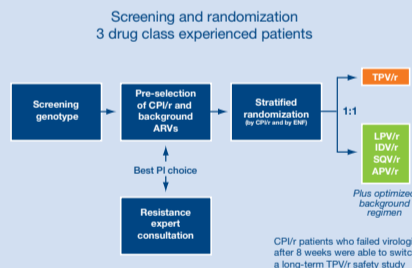 Screening and randomization
3 drug class experienced patients
Screening
genotype
Pre-selection
of CPI/r and
background
ARVs
Stratified
randomization
(by CPI/r and by ENF)
1:1
TPV/r
LPV/r
IDV/r
SQV/r
APV/r
Best PI choice
Resistance
expert
consultation
Plus optimized
background
regimen
CPI/r patients who failed virologi
after 8 weeks were able to switc
a long-term TPV/r safety study